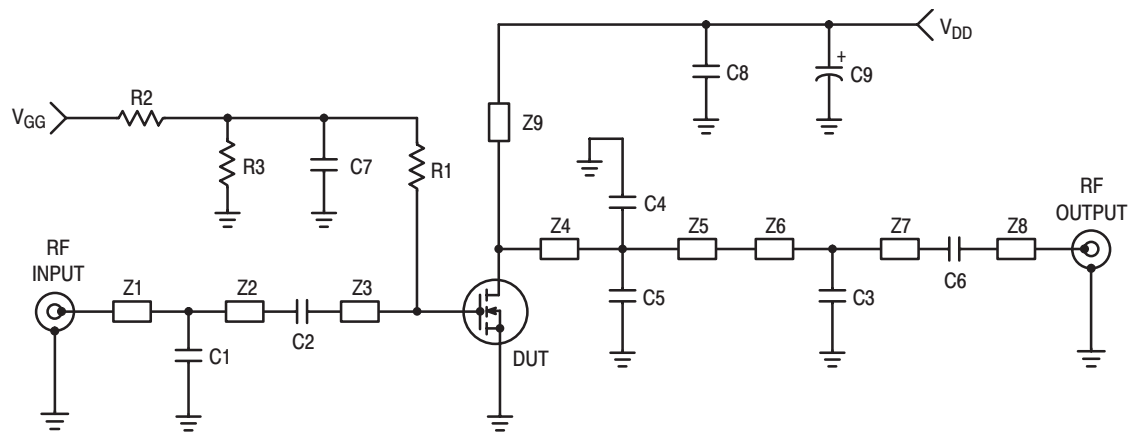 V_DD
C8
+
C9
R2
V_GG
Z9
R3
C7
R1
C4
RF
OUTPUT
RF
INPUT
Z4
Z5
Z6
Z7
Z8
C6
Z1
Z2
Z3
C5
C3
C1
C2
DUT